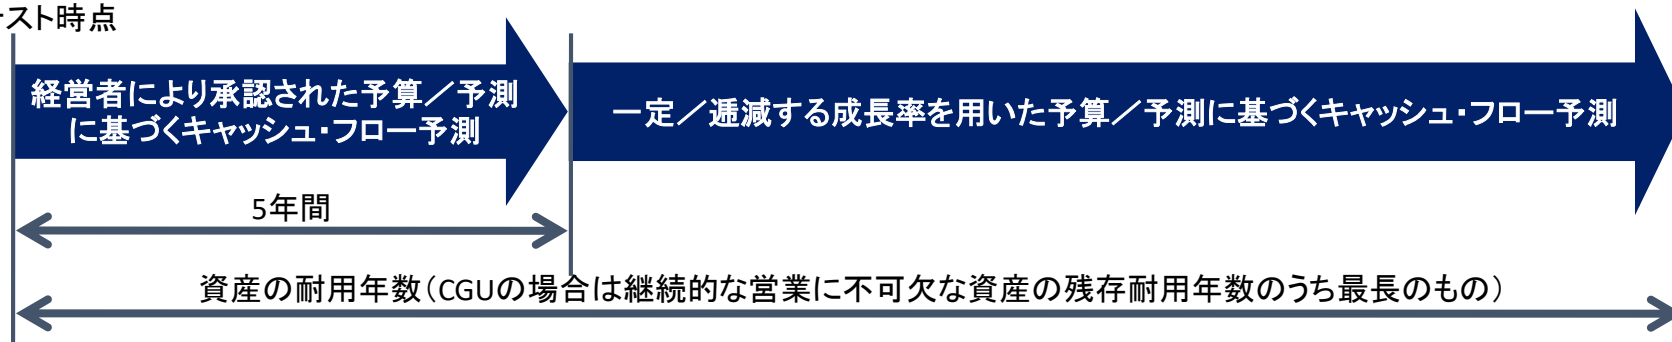 スト時点
経営者により承認された予算／予測
に基づくキャッシュ・フロー予測
一定／逓減する成長率を用いた予算／予測に基づくキャッシュ・フロー予測
5年間
資産の耐用年数（CGUの場合は継続的な営業に不可欠な資産の残存耐用年数のうち最長のもの）